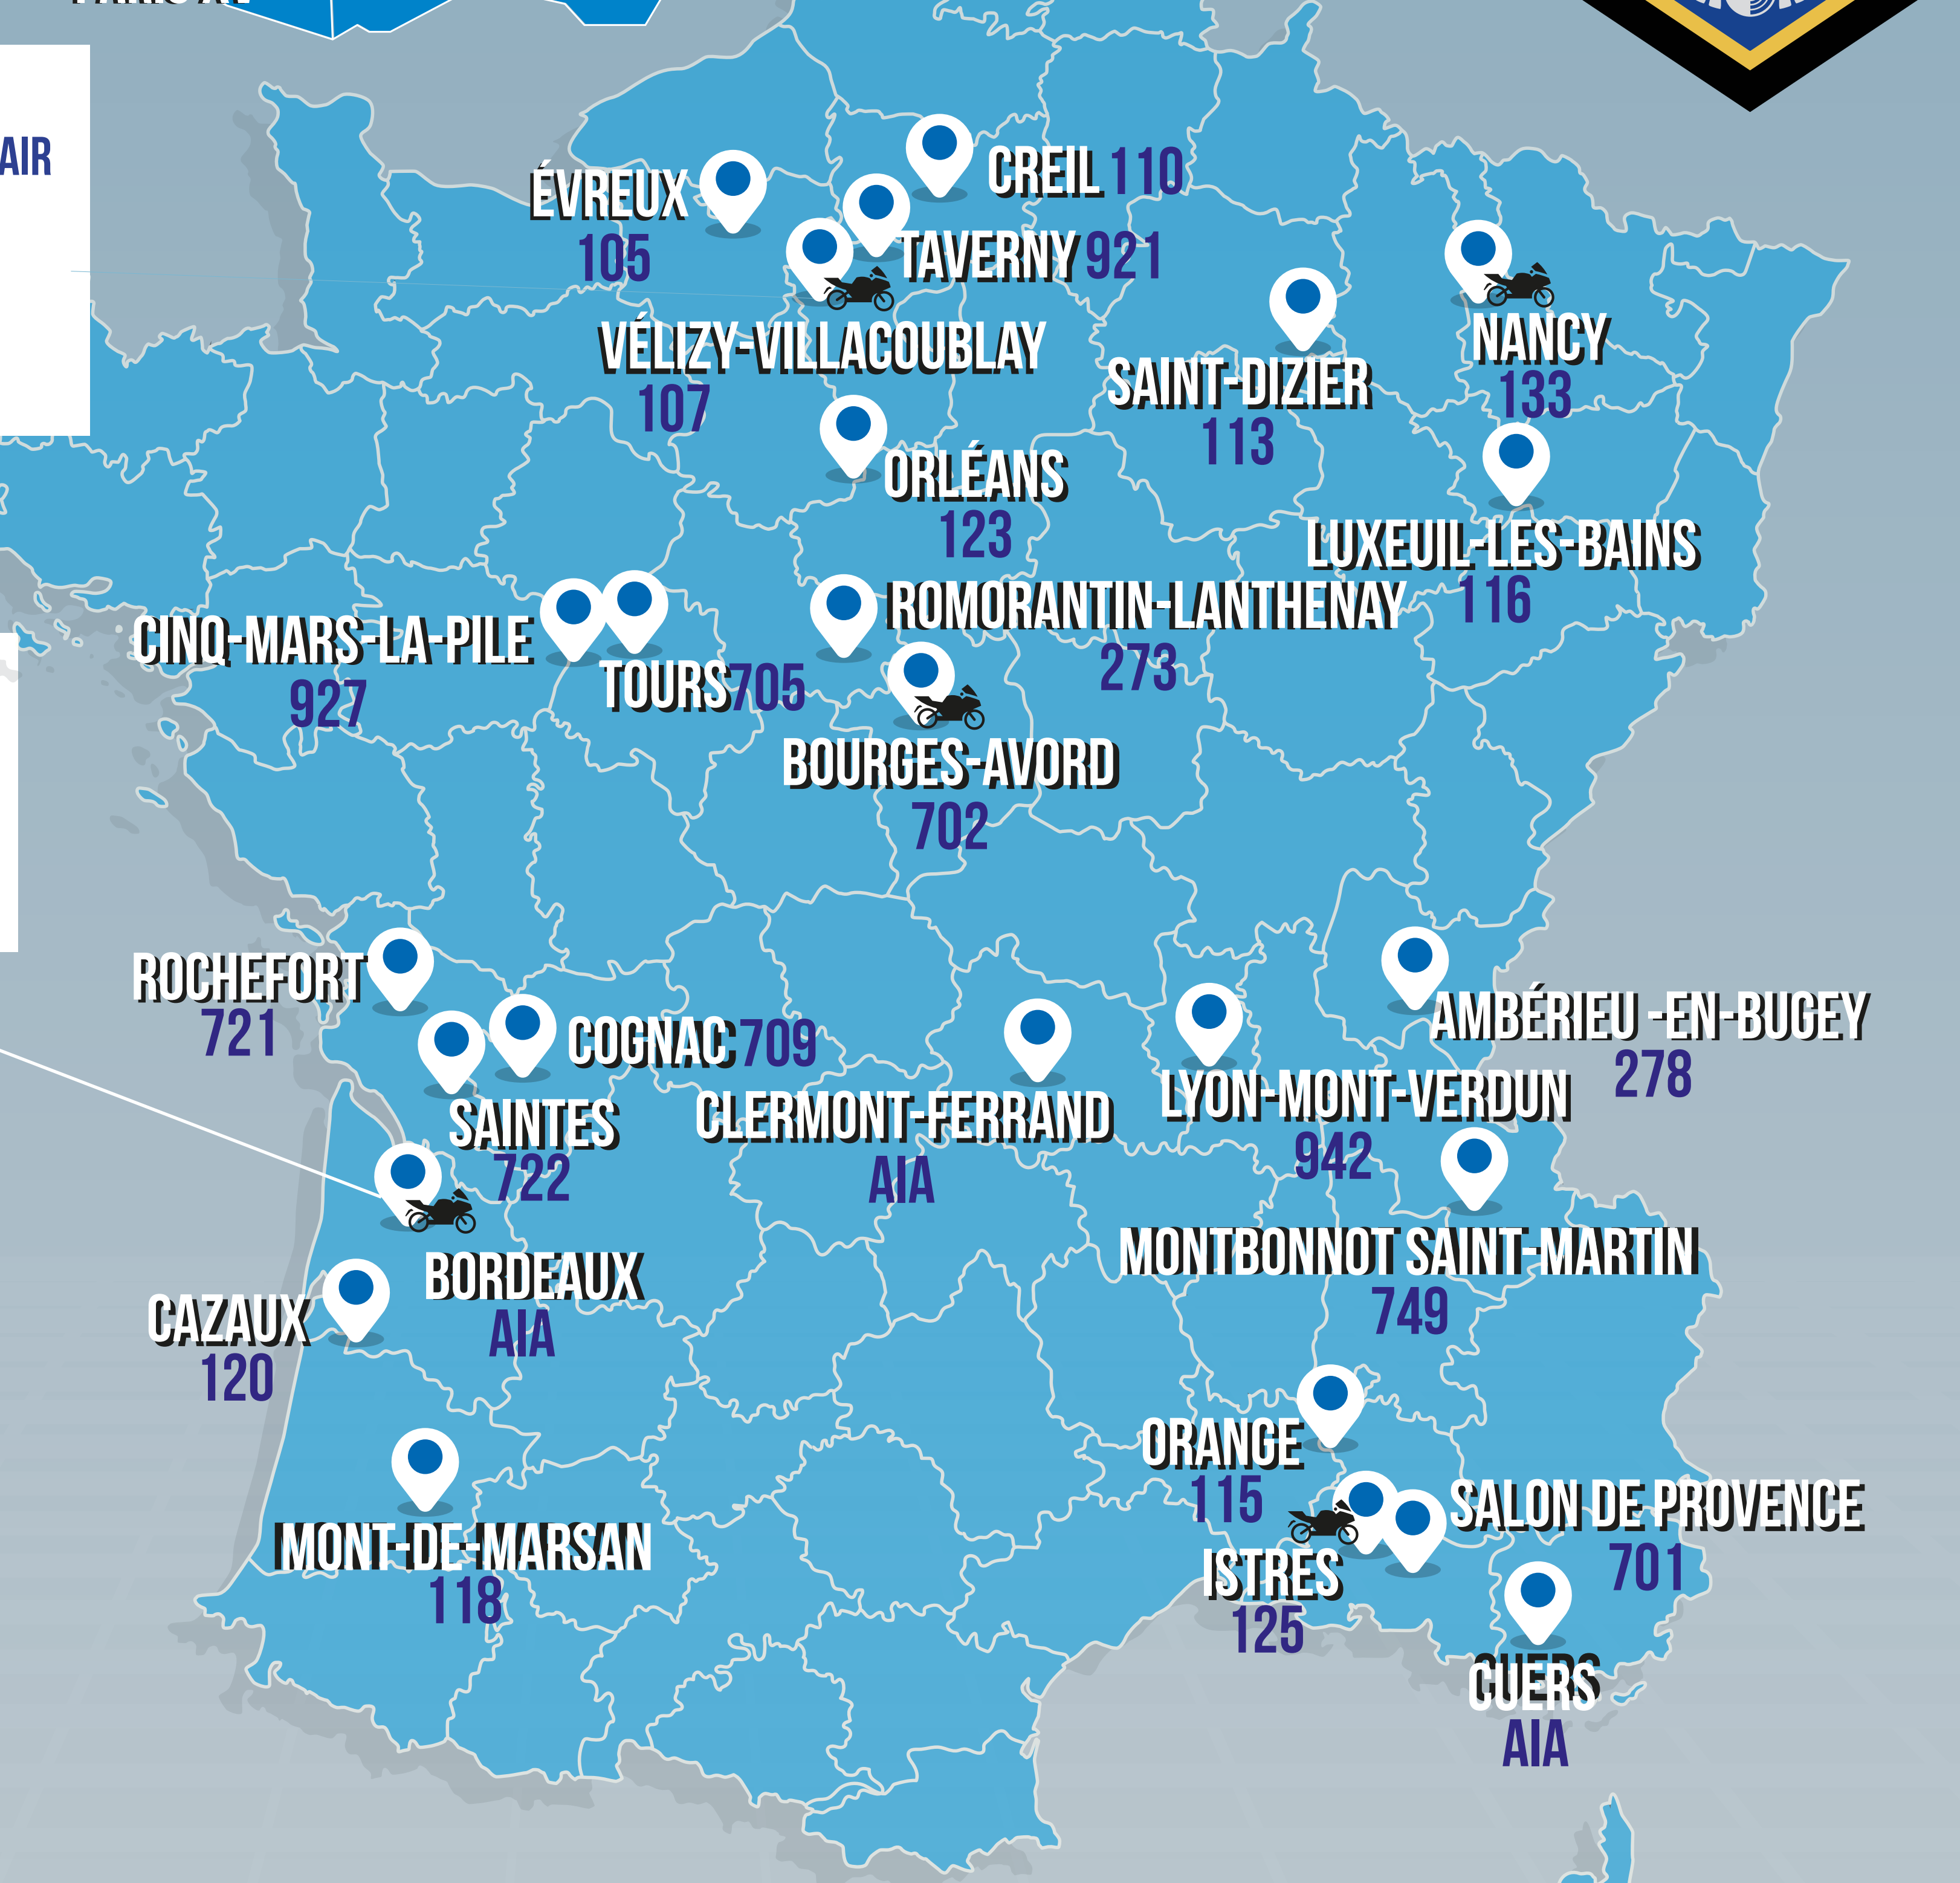 AIR
CREIL 110
ÉVREUX
105
TAVERNY 921
VÉLIZY-VILLACOUBLAY
107
NANCY
133
SAINT-DIZIER
113
ORLÉANS
123
LUXEUIL-LES-BAINS
116
ROMORANTIN-LANTHENAY
273
CINQ-MARS-LA-PILE
927
TOURS 705
BOURGES-AVORD
702
ROCHEFORT
721
COGNAC 709
SAINTES
722
CLERMONT-FERRAND
AIA
AMBÉRIEU -EN-BUGEY
278
LYON-MONT-VERDUN
942
MONTBONNOT SAINT-MARTIN
749
BORDEAUX
AIA
CAZAUX
120
ORANGE
115
MONT-DE-MARSAN
118
SALON DE PROVENCE
701
ISTRES
125
CUERS
AIA